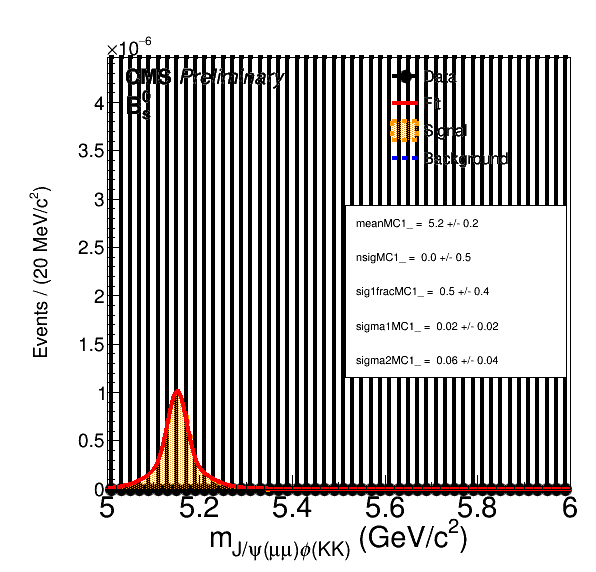 ×10⁻⁶
CMS Preliminary
B⁰ₛ
Data
Fit
Signal
Background
4
3.5
3
2.5
2
1.5
1
0.5
0
Events / (20 MeV/c²)
meanMC1_ = 5.2 +/- 0.2
nsigMC1_ = 0.0 +/- 0.5
sig1fracMC1_ = 0.5 +/- 0.4
sigma1MC1_ = 0.02 +/- 0.02
sigma2MC1_ = 0.06 +/- 0.04
5 5.2 5.4 5.6 5.8 6
m_J/ψ(μμ)ϕ(KK) (GeV/c²)